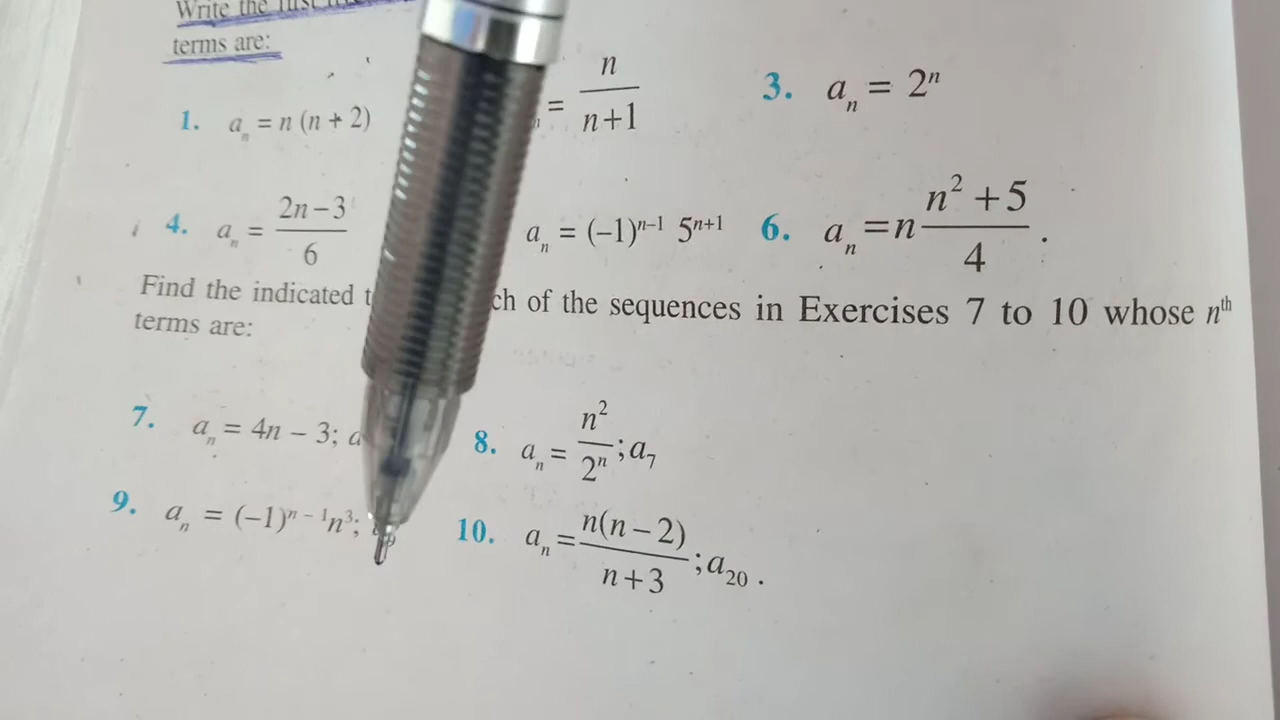 Write the
terms are:
1. aₙ = n (n + 2) ₙ = n/(n+1) 3. aₙ = 2ⁿ
4. aₙ = (2n – 3)/6 aₙ = (–1)ⁿ⁻¹ 5ⁿ⁺¹ 6. aₙ = n (n² + 5)/4 .
Find the indicated t ch of the sequences in Exercises 7 to 10 whose nᵗʰ
terms are:
7. aₙ = 4n – 3; a 8. aₙ = n²/2ⁿ ; a₇
9. aₙ = (–1)ⁿ ⁻ ¹n³; 10. aₙ = n(n – 2)/(n+3) ; a₂₀ .